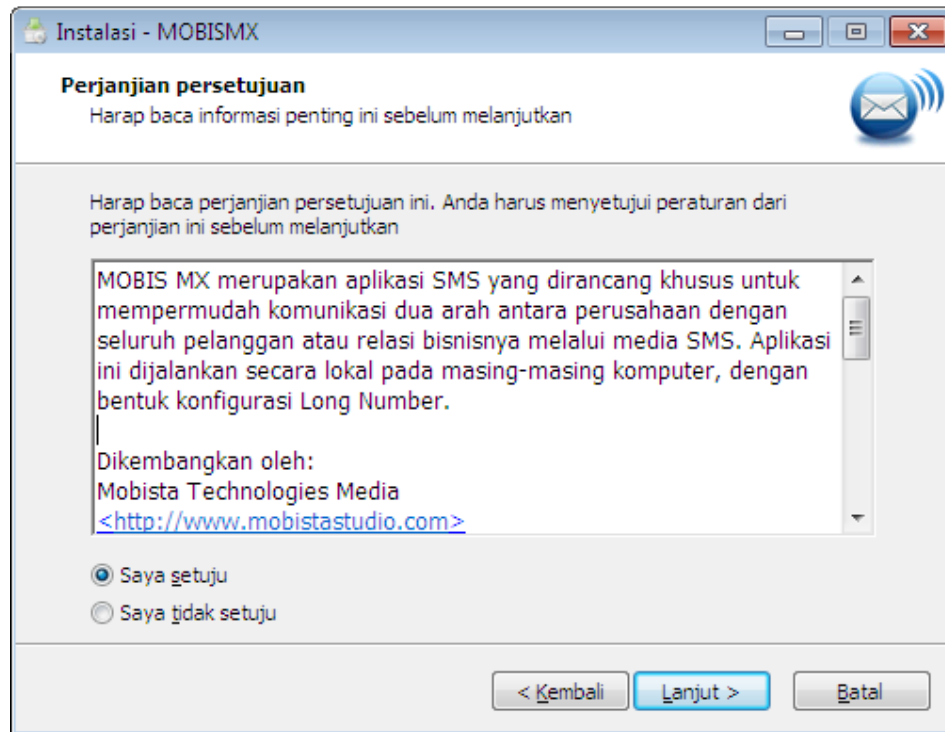 Instalasi - MOBISMX
Perjanjian persetujuan
Harap baca informasi penting ini sebelum melanjutkan
Harap baca perjanjian persetujuan ini. Anda harus menyetujui peraturan dari
perjanjian ini sebelum melanjutkan
MOBIS MX merupakan aplikasi SMS yang dirancang khusus untuk
mempermudah komunikasi dua arah antara perusahaan dengan
seluruh pelanggan atau relasi bisnisnya melalui media SMS. Aplikasi
ini dijalankan secara lokal pada masing-masing komputer, dengan
bentuk konfigurasi Long Number.
Dikembangkan oleh:
Mobista Technologies Media
<http://www.mobistastudio.com>
Saya setuju
Saya tidak setuju
< Kembali
Lanjut >
Batal